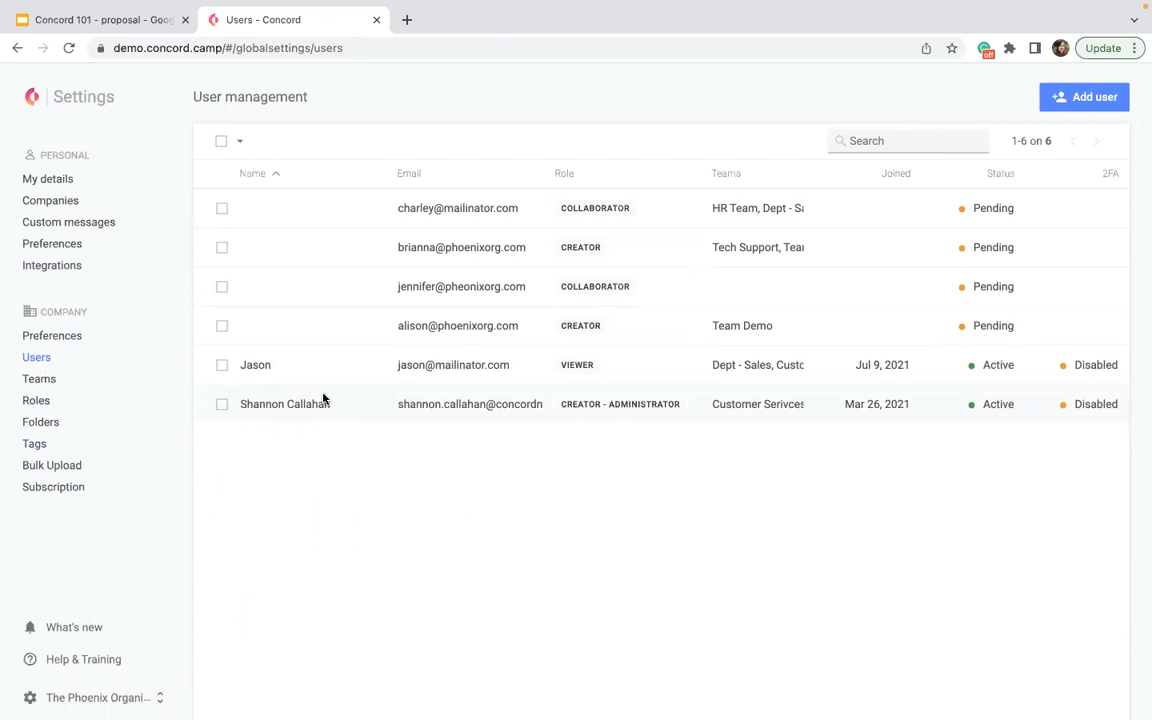 Concord 101 - proposal - Goo
Users - Concord
demo.concord.camp/#/globalsettings/users
off
Update
Settings
User management
Add user
PERSONAL
My details
Companies
Custom messages
Preferences
Integrations
COMPANY
Preferences
Users
Teams
Roles
Folders
Tags
Bulk Upload
Subscription
What's new
Help & Training
The Phoenix Organi...
Search
1-6 on 6
Name Email Role Teams Joined Status 2FA
charley@mailinator.com COLLABORATOR HR Team, Dept - Sa Pending
brianna@phoenixorg.com CREATOR Tech Support, Tear Pending
jennifer@pheonixorg.com COLLABORATOR Pending
alison@phoenixorg.com CREATOR Team Demo Pending
Jason jason@mailinator.com VIEWER Dept - Sales, Custc Jul 9, 2021 Active Disabled
Shannon Callahan shannon.callahan@concordn CREATOR - ADMINISTRATOR Customer Serivces Mar 26, 2021 Active Disabled